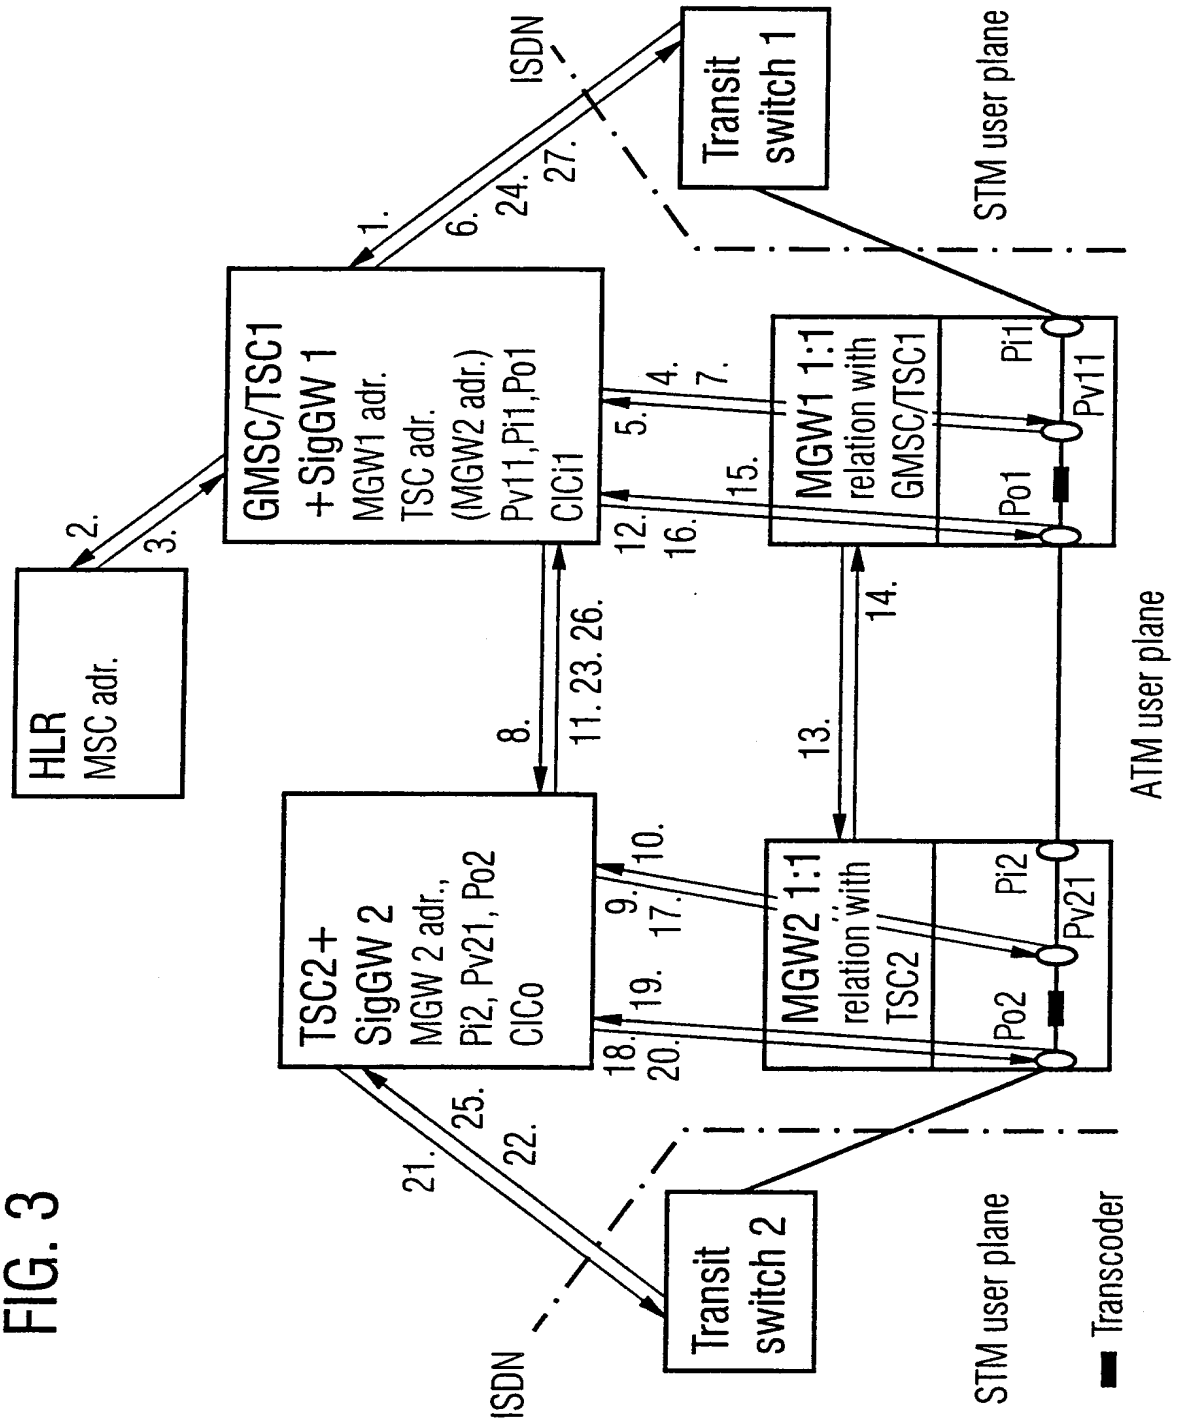 FIG. 3
HLR
MSC adr.
2.
3.
GMSC/TSC1
+SigGW 1
MGW1 adr.
TSC adr.
(MGW2 adr.)
Pv11,Pi1,Po1
CICi1
1.
6.
24.
27.
ISDN
Transit
switch 1
TSC2+
SigGW 2
MGW 2 adr.,
Pi2, Pv21, Po2
CICo
8.
11. 23. 26.
21.
25.
22.
ISDN
Transit
switch 2
18.
20.
19.
9.
17.
10.
12.
16.
15.
5.
4.
7.
13.
14.
MGW2 1:1
relation with
TSC2
Po2
Pi2
Pv21
MGW1 1:1
relation with
GMSC/TSC1
Po1
Pi1
Pv11
STM user plane
ATM user plane
STM user plane
Transcoder